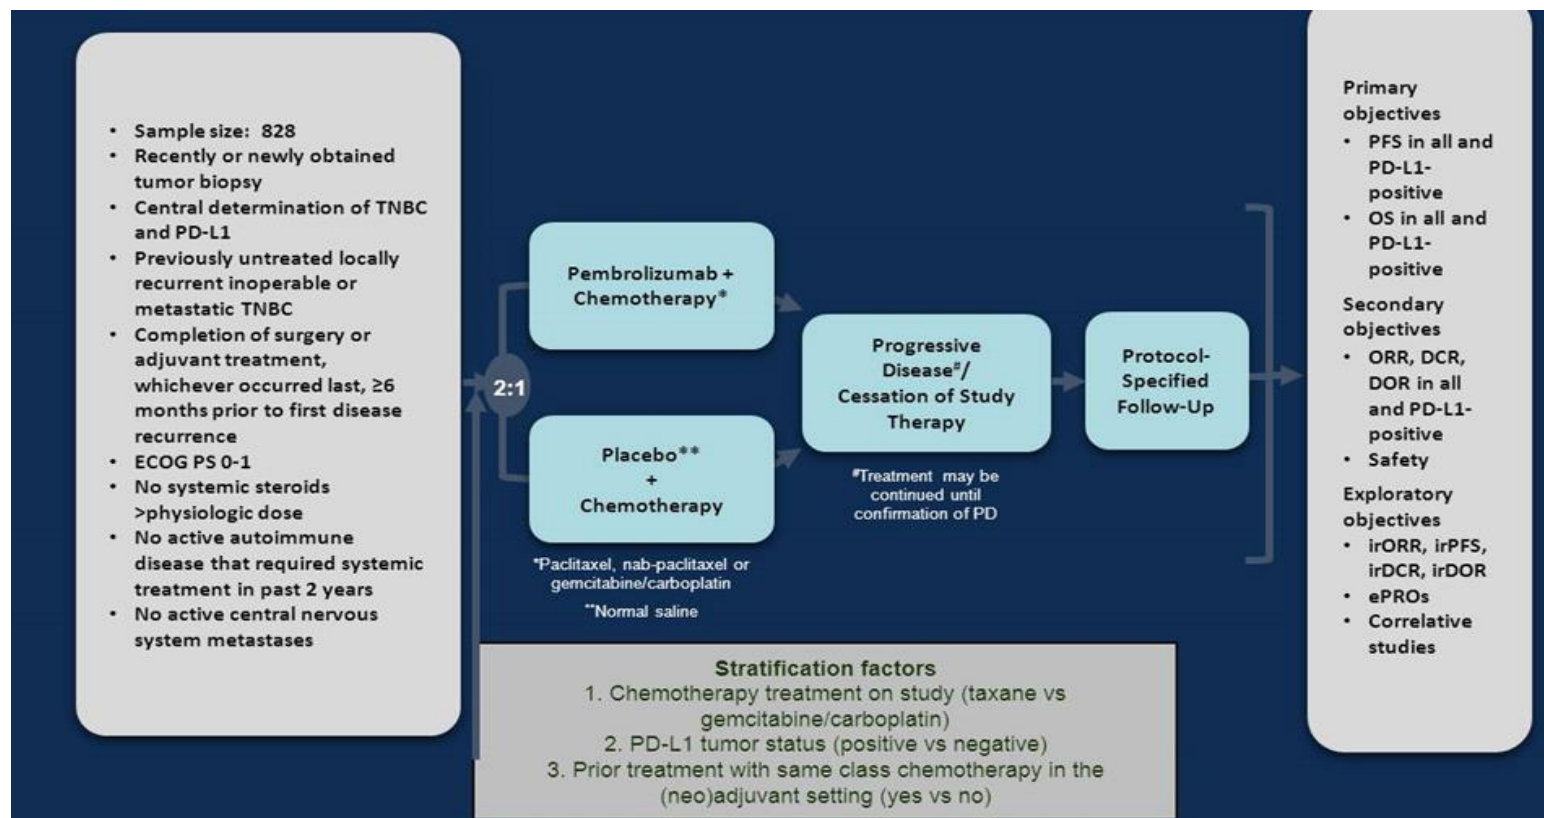 • Sample size: 828
• Recently or newly obtained
tumor biopsy
• Central determination of TNBC
and PD-L1
• Previously untreated locally
recurrent inoperable or
metastatic TNBC
• Completion of surgery or
adjuvant treatment,
whichever occurred last, ≥6
months prior to first disease
recurrence
• ECOG PS 0-1
• No systemic steroids
>physiologic dose
• No active autoimmune
disease that required systemic
treatment in past 2 years
• No active central nervous
system metastases
2:1
Pembrolizumab +
Chemotherapy*
Placebo**
+
Chemotherapy
*Paclitaxel, nab-paclitaxel or
gemcitabine/carboplatin
**Normal saline
Progressive
Disease#/
Cessation of Study
Therapy
#Treatment may be
continued until
confirmation of PD
Protocol-
Specified
Follow-Up
Primary
objectives
• PFS in all and
PD-L1-
positive
• OS in all and
PD-L1-
positive
Secondary
objectives
• ORR, DCR,
DOR in all
and PD-L1-
positive
• Safety
Exploratory
objectives
• irORR, irPFS,
irDCR, irDOR
• ePROs
• Correlative
studies
Stratification factors
1. Chemotherapy treatment on study (taxane vs
gemcitabine/carboplatin)
2. PD-L1 tumor status (positive vs negative)
3. Prior treatment with same class chemotherapy in the
(neo)adjuvant setting (yes vs no)